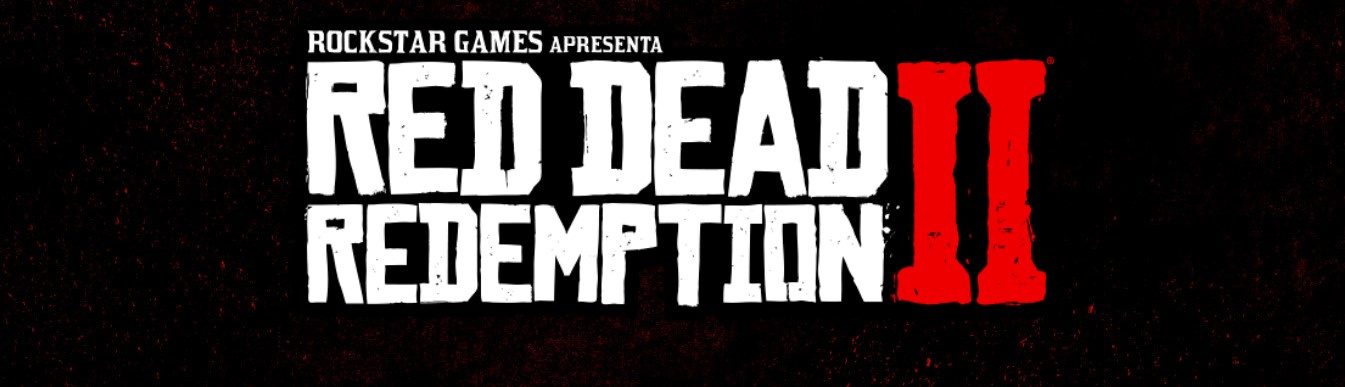 ROCKSTAR GAMES APRESENTA
RED DEAD
REDEMPTION II
®